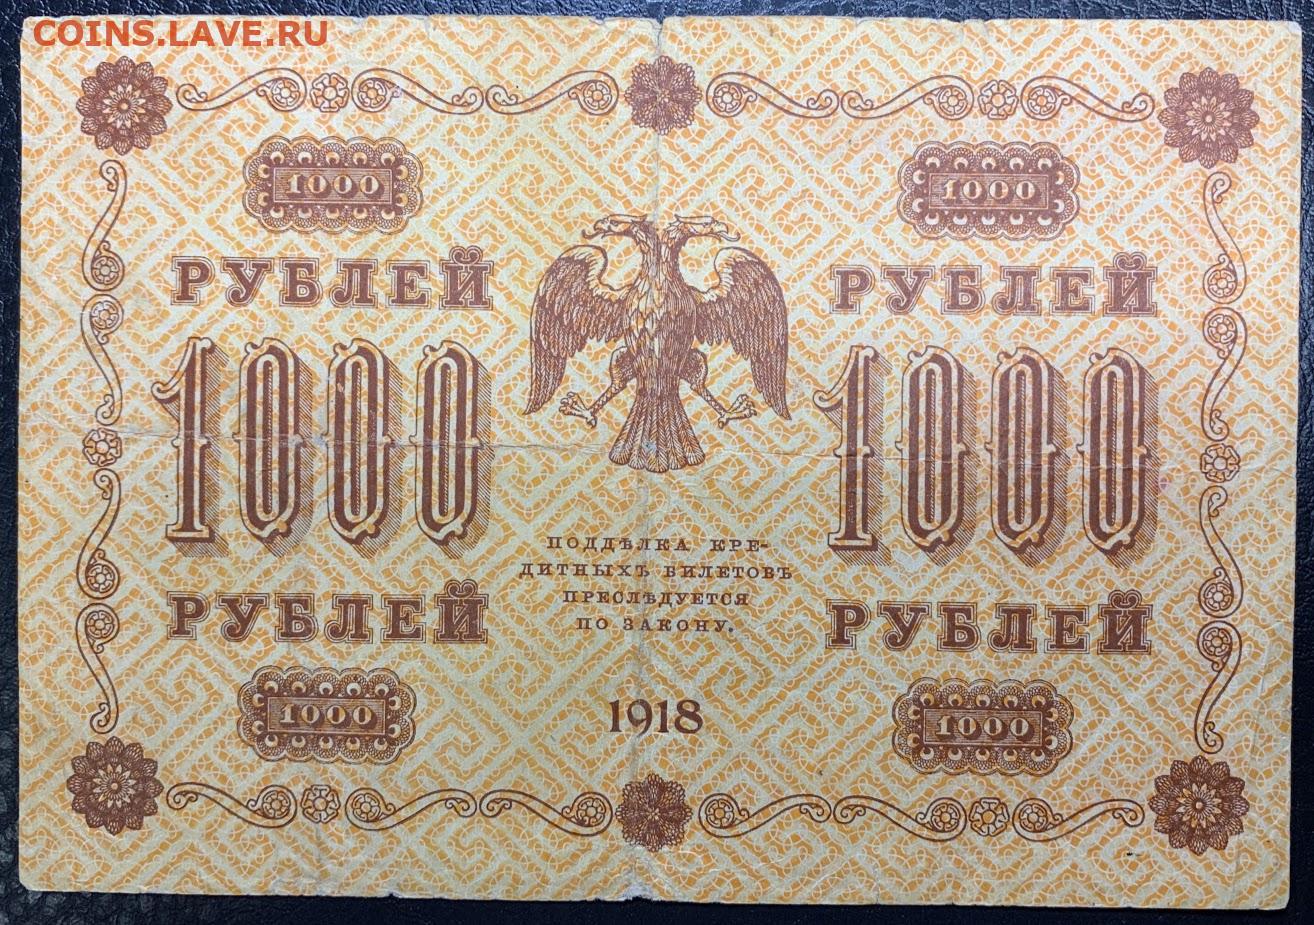 COINS.LAVE.RU
1000
1000
РУБЛЕЙ
РУБЛЕЙ
1000
1000
ПОДДѢЛКА КРЕ-
ДИТНЫХЪ БИЛЕТОВЪ
ПРЕСЛѢДУЕТСЯ
ПО ЗАКОНУ.
РУБЛЕЙ
РУБЛЕЙ
1000
1918
1000